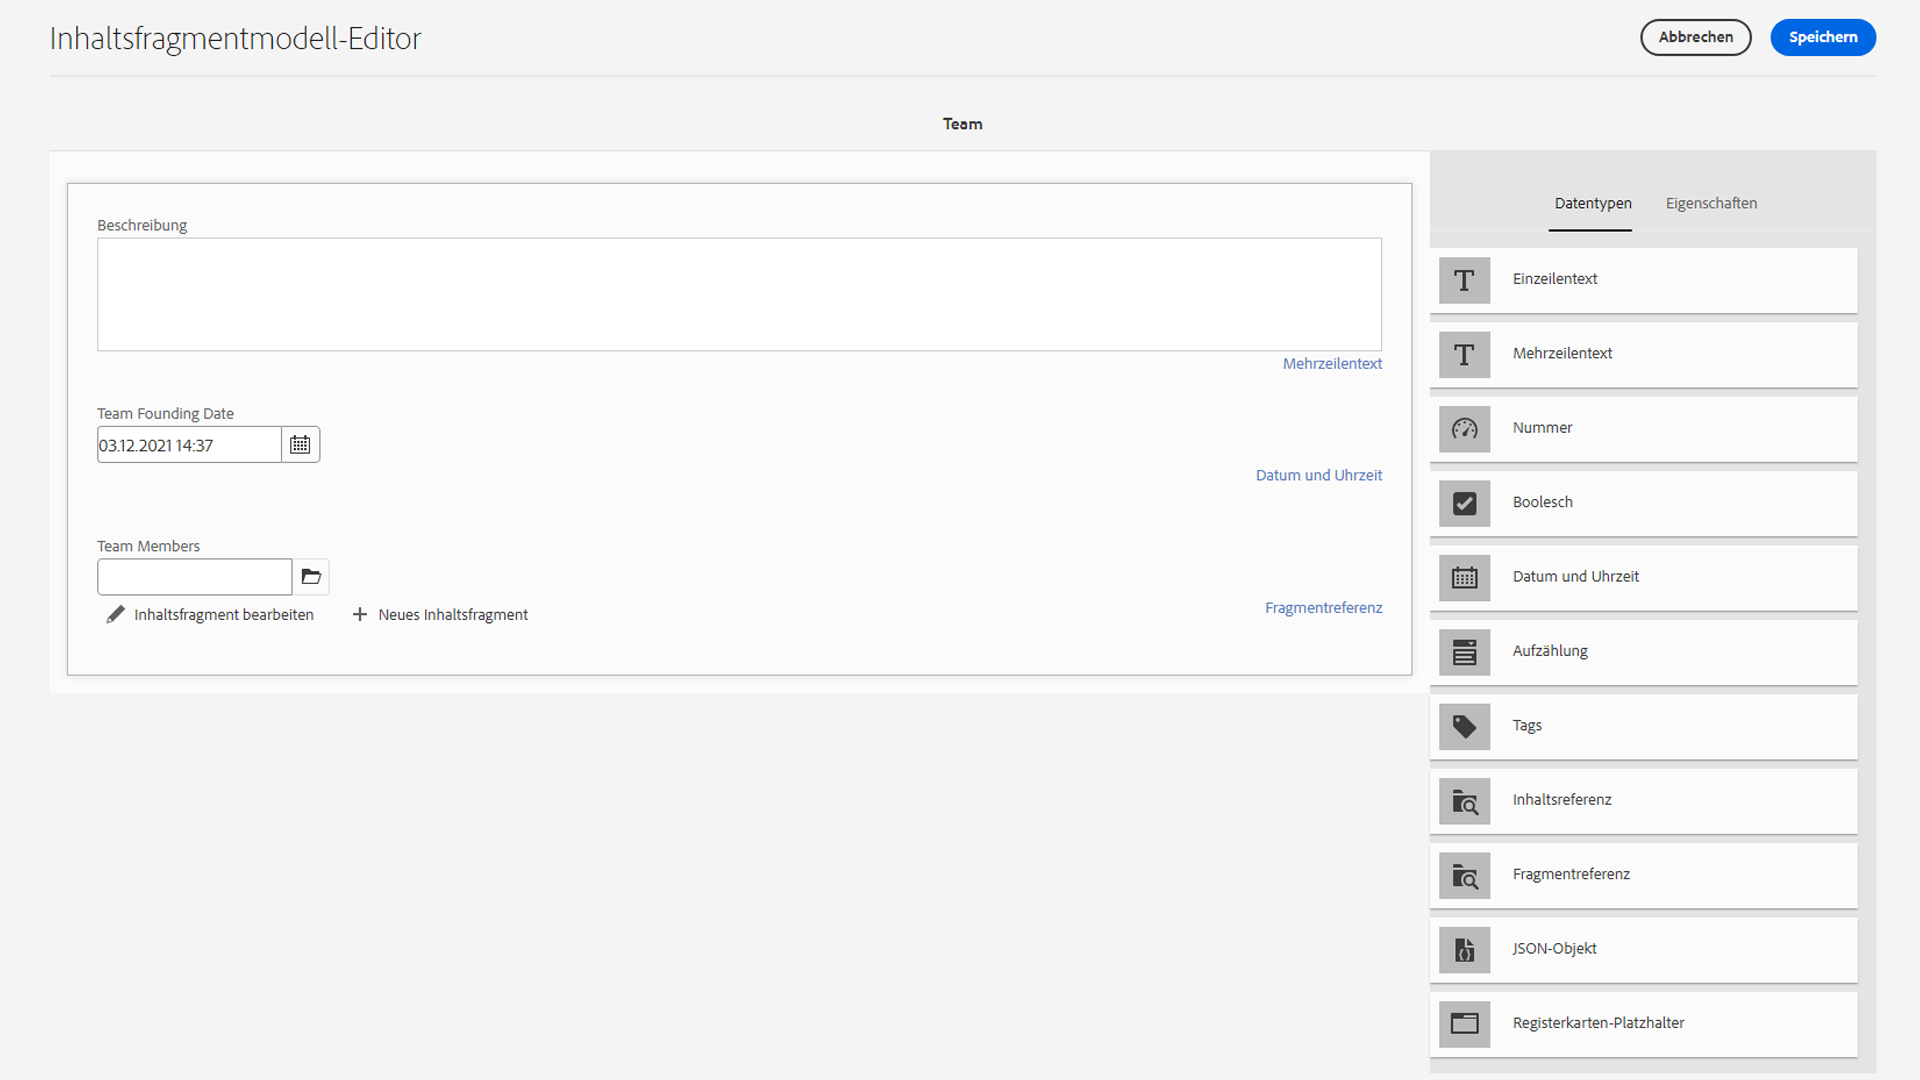 Inhaltsfragmentmodell-Editor
Abbrechen
Speichern
Team
Beschreibung
Mehrzeilentext
Team Founding Date
03.12.2021 14:37
Datum und Uhrzeit
Team Members
Inhaltsfragment bearbeiten
Neues Inhaltsfragment
Fragmentreferenz
Datentypen
Eigenschaften
Einzeilentext
Mehrzeilentext
Nummer
Boolesch
Datum und Uhrzeit
Aufzählung
Tags
Inhaltsreferenz
Fragmentreferenz
JSON-Objekt
Registerkarten-Platzhalter